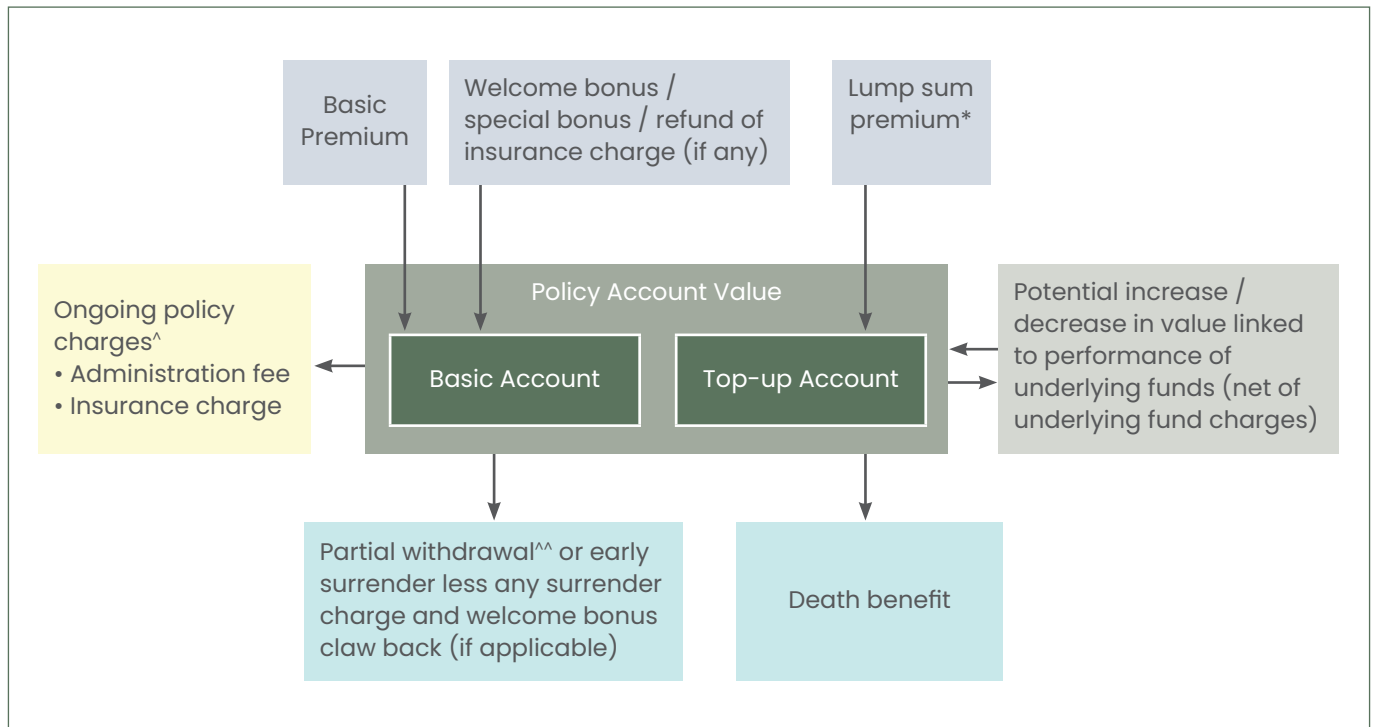 Basic
Premium
Welcome bonus /
special bonus / refund of
insurance charge (if any)
Lump sum
premium*
Ongoing policy
charges^
• Administration fee
• Insurance charge
Policy Account Value
Basic Account
Top-up Account
Potential increase /
decrease in value linked
to performance of
underlying funds (net of
underlying fund charges)
Partial withdrawal^^ or early
surrender less any surrender
charge and welcome bonus
claw back (if applicable)
Death benefit